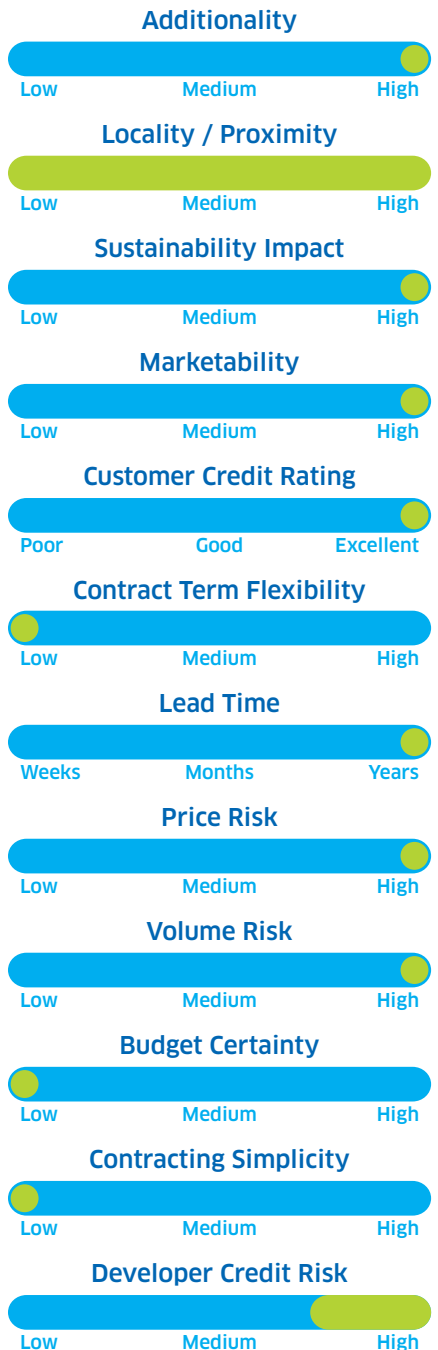 Additionality
Low Medium High
Locality / Proximity
Low Medium High
Sustainability Impact
Low Medium High
Marketability
Low Medium High
Customer Credit Rating
Poor Good Excellent
Contract Term Flexibility
Low Medium High
Lead Time
Weeks Months Years
Price Risk
Low Medium High
Volume Risk
Low Medium High
Budget Certainty
Low Medium High
Contracting Simplicity
Low Medium High
Developer Credit Risk
Low Medium High